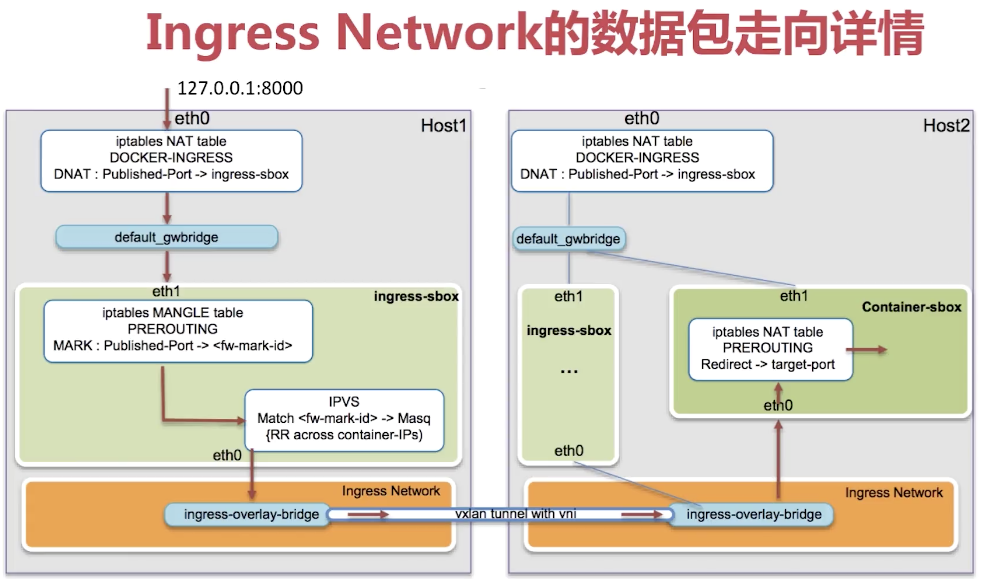 Ingress Network的数据包走向详情
127.0.0.1:8000
eth0
Host1
iptables NAT table
DOCKER-INGRESS
DNAT : Published-Port -> ingress-sbox
default_gwbridge
eth1
ingress-sbox
iptables MANGLE table
PREROUTING
MARK : Published-Port -> <fw-mark-id>
IPVS
Match <fw-mark-id> -> Masq
{RR across container-IPs)
eth0
Ingress Network
ingress-overlay-bridge
vxlan tunnel with vni
eth0
Host2
iptables NAT table
DOCKER-INGRESS
DNAT : Published-Port -> ingress-sbox
default_gwbridge
eth1
ingress-sbox
...
eth0
eth1
Container-sbox
iptables NAT table
PREROUTING
Redirect -> target-port
eth0
Ingress Network
ingress-overlay-bridge